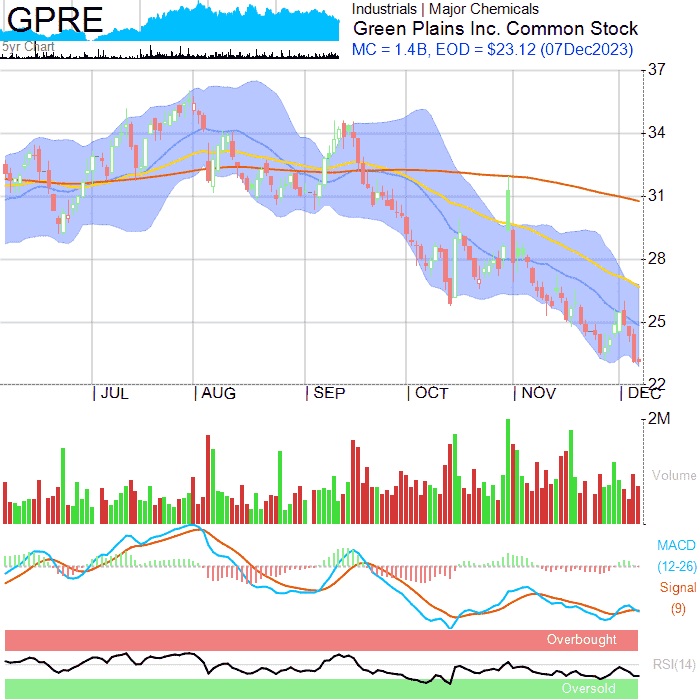 GPRE
5yr Chart
Industrials | Major Chemicals
Green Plains Inc. Common Stock
MC = 1.4B, EOD = $23.12 (07Dec2023)
37
34
31
28
25
22
JUL AUG SEP OCT NOV DEC
2M
Volume
MACD
(12-26)
Signal
(9)
Overbought
RSI(14)
Oversold